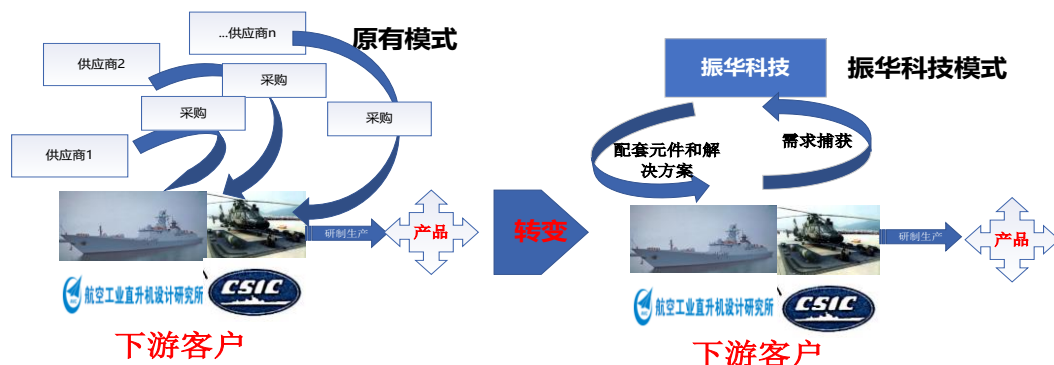 ...供应商n
原有模式
供应商2
采购
采购
采购
供应商1
研制生产
产品
航空工业直升机设计研究所
CSIC
下游客户
转变
振华科技
振华科技模式
配套元件和解
决方案
需求捕获
研制生产
产品
航空工业直升机设计研究所
CSIC
下游客户